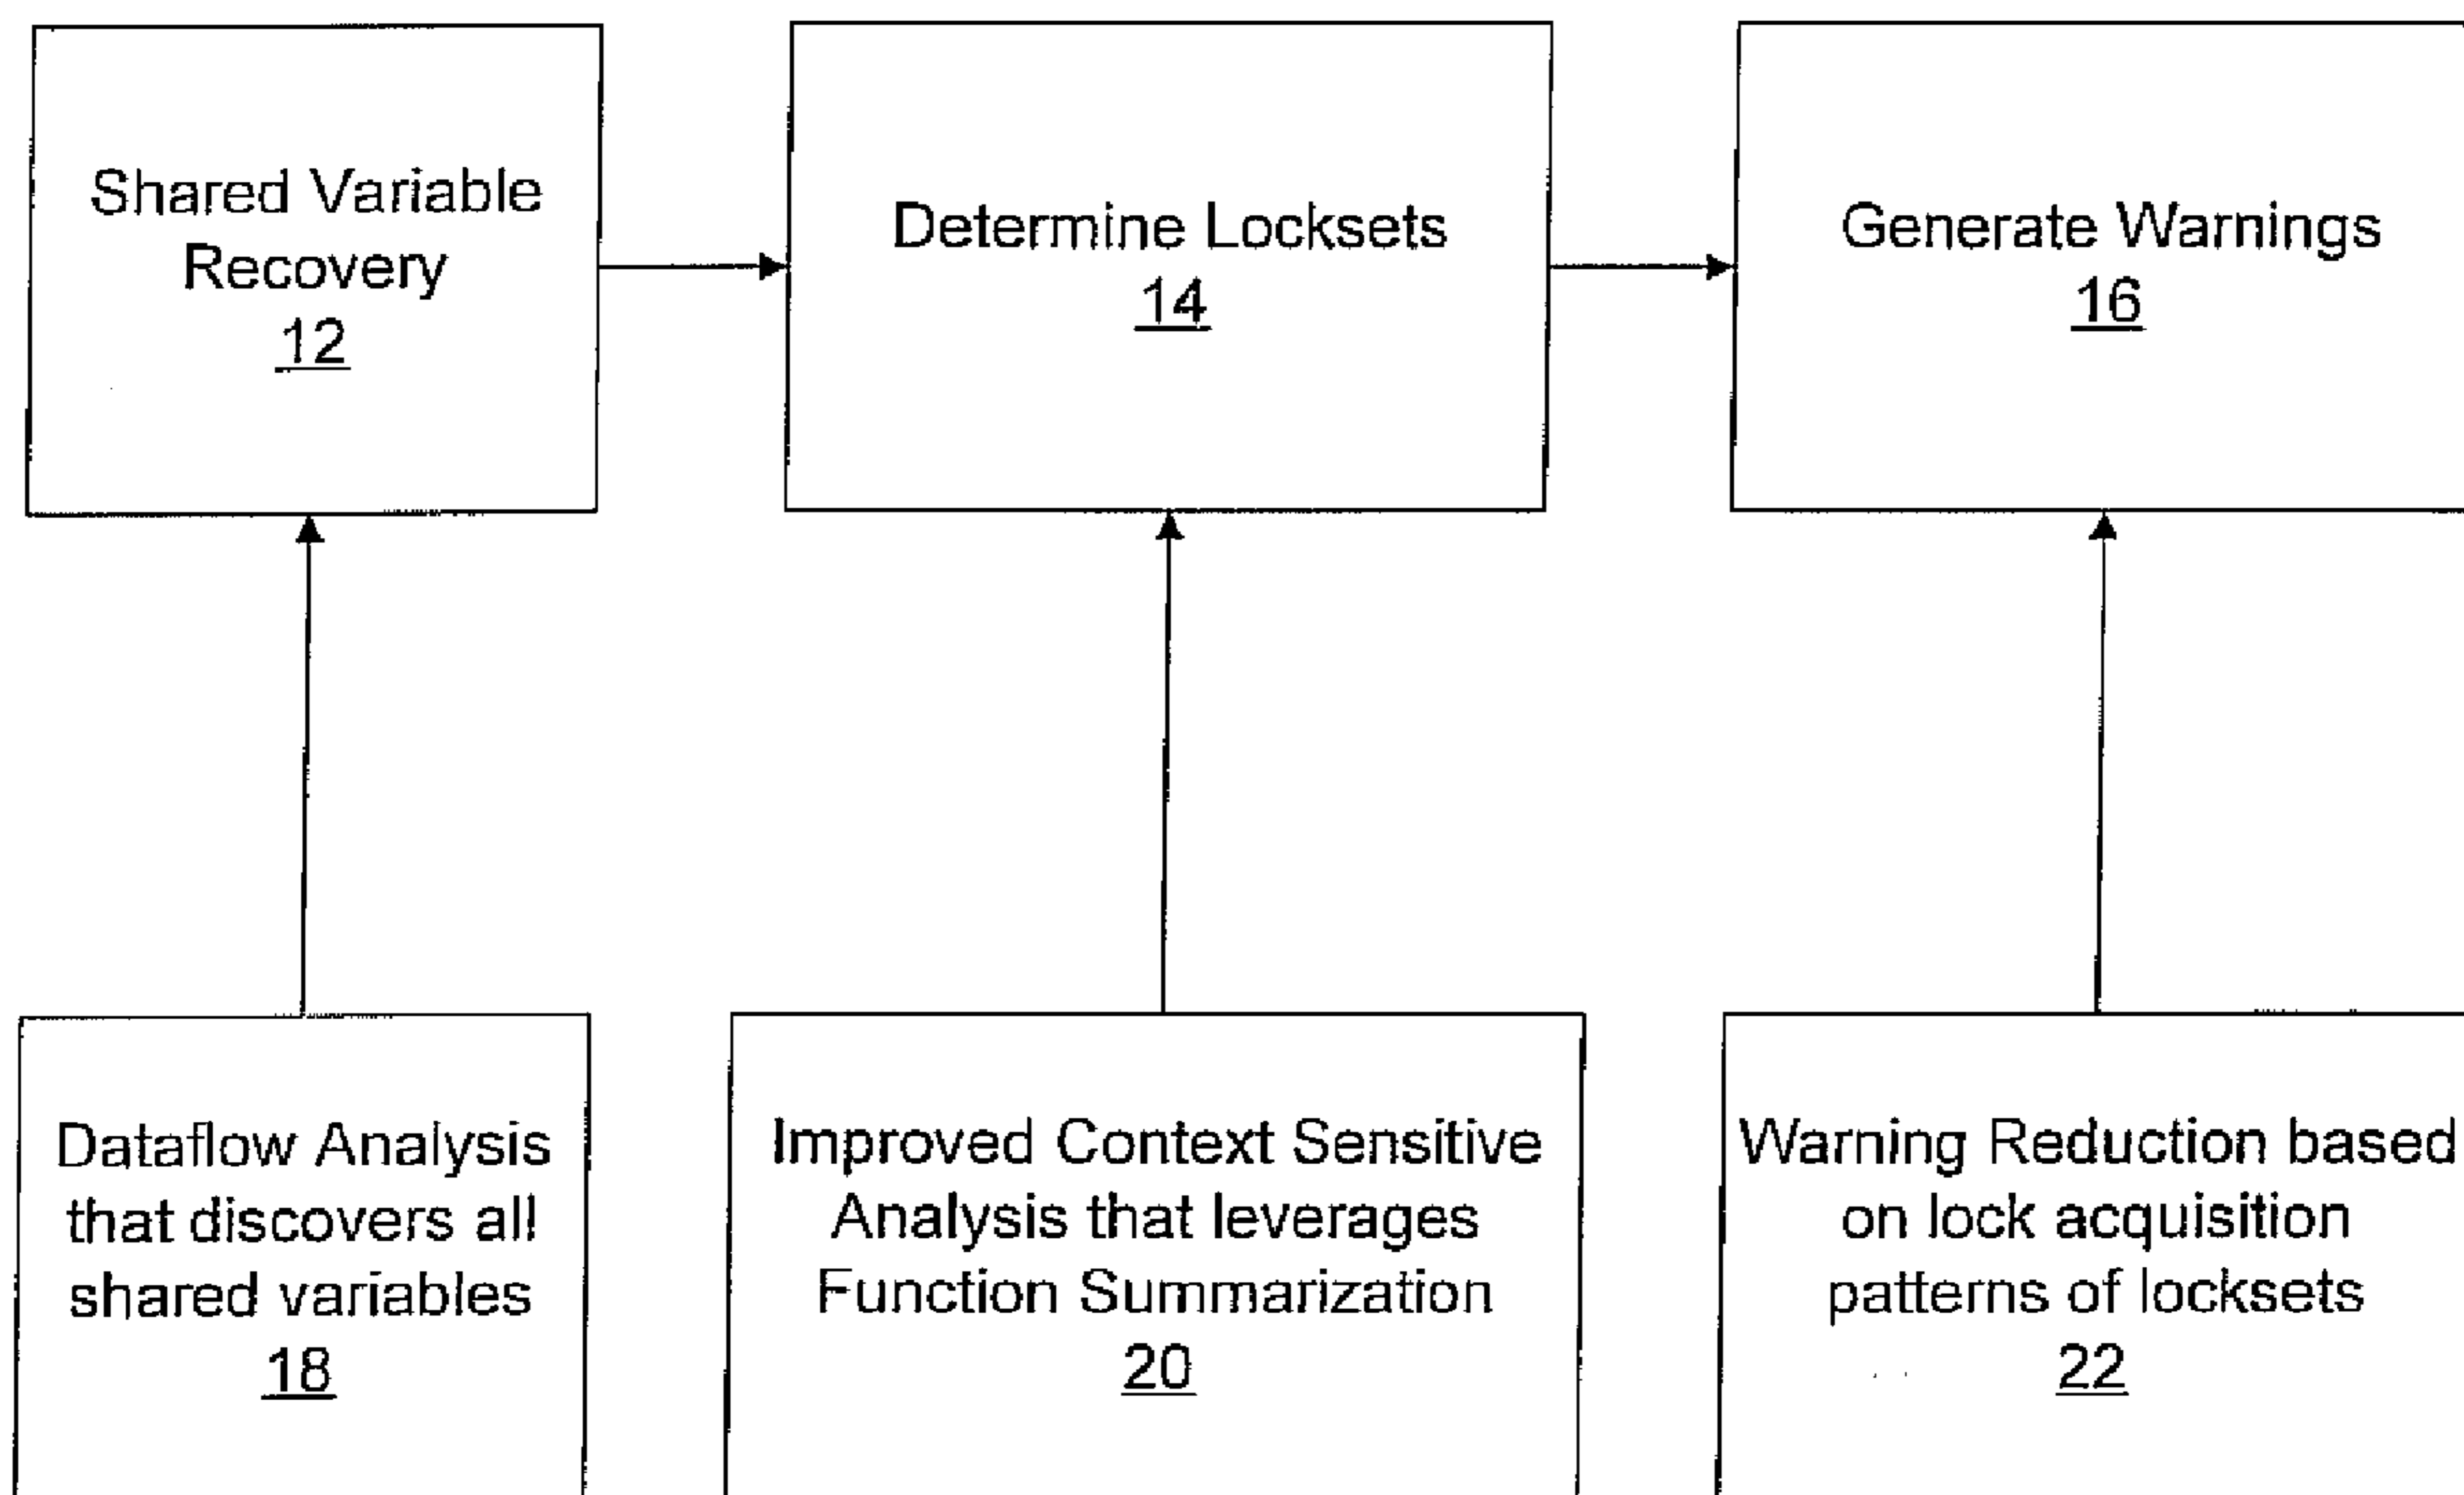 Shared Variable
Recovery
12
Determine Locksets
14
Generate Warnings
16
Dataflow Analysis
that discovers all
shared variables
18
Improved Context Sensitive
Analysis that leverages
Function Summarization
20
Warning Reduction based
on lock acquisition
patterns of locksets
22